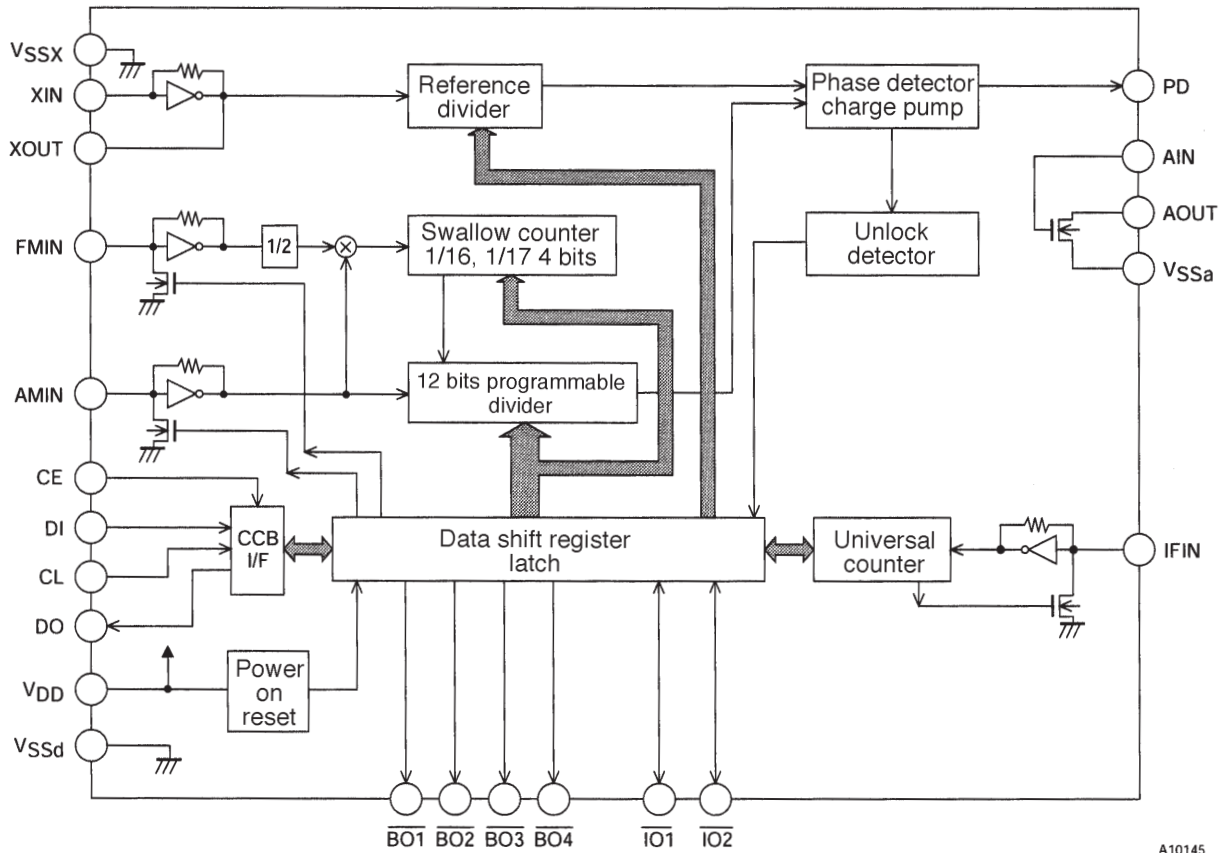 VSSX
XIN
XOUT
FMIN
AMIN
CE
DI
CL
DO
VDD
VSSd
Reference
divider
Phase detector
charge pump
1/2
Swallow counter
1/16, 1/17 4 bits
Unlock
detector
12 bits programmable
divider
CCB
I/F
Data shift register
latch
Universal
counter
Power
on
reset
PD
AIN
AOUT
VSSa
IFIN
BO1
BO2
BO3
BO4
IO1
IO2
A10145